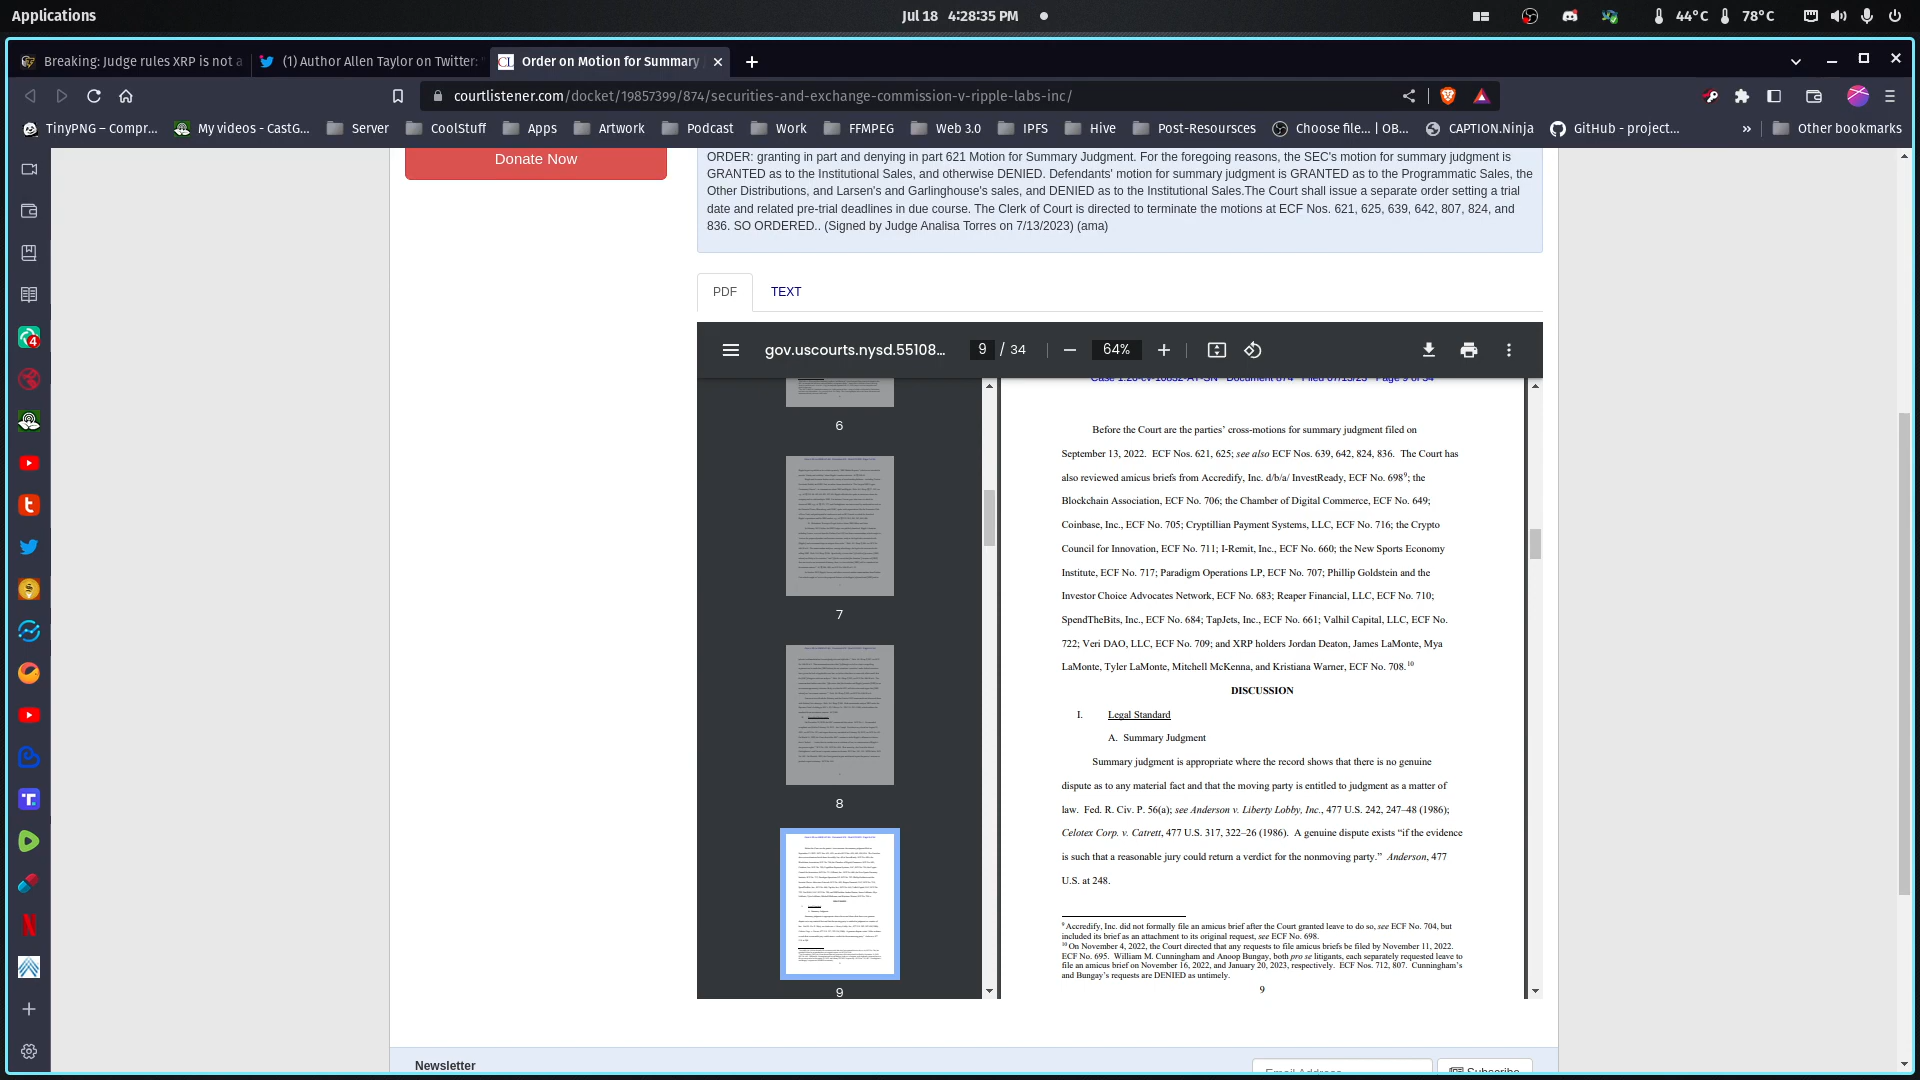 Applications
Jul 18 4:28:35 PM
44°C 78°C
Breaking: Judge rules XRP is not a
(1) Author Allen Taylor on Twitter: "
Order on Motion for Summary
courtlistener.com/docket/19857399/874/securities-and-exchange-commission-v-ripple-labs-inc/
TinyPNG – Compr...
My videos - CastG...
Server
CoolStuff
Apps
Artwork
Podcast
Work
FFMPEG
Web 3.0
IPFS
Hive
Post-Resoursces
Choose file... | OB...
CAPTION.Ninja
GitHub - project...
»
Other bookmarks
Donate Now
ORDER: granting in part and denying in part 621 Motion for Summary Judgment. For the foregoing reasons, the SEC's motion for summary judgment is
GRANTED as to the Institutional Sales, and otherwise DENIED. Defendants' motion for summary judgment is GRANTED as to the Programmatic Sales, the
Other Distributions, and Larsen's and Garlinghouse's sales, and DENIED as to the Institutional Sales.The Court shall issue a separate order setting a trial
date and related pre-trial deadlines in due course. The Clerk of Court is directed to terminate the motions at ECF Nos. 621, 625, 639, 642, 807, 824, and
836. SO ORDERED.. (Signed by Judge Analisa Torres on 7/13/2023) (ama)
PDF
TEXT
gov.uscourts.nysd.55108...
9 / 34
64%
6
7
8
9
Case 1:20-cv-10832-AT-SN Document 874 Filed 07/13/23 Page 9 of 34
Before the Court are the parties' cross-motions for summary judgment filed on
September 13, 2022. ECF Nos. 621, 625; see also ECF Nos. 639, 642, 824, 836. The Court has
also reviewed amicus briefs from Accredify, Inc. d/b/a/ InvestReady, ECF No. 698⁹; the
Blockchain Association, ECF No. 706; the Chamber of Digital Commerce, ECF No. 649;
Coinbase, Inc., ECF No. 705; Cryptillian Payment Systems, LLC, ECF No. 716; the Crypto
Council for Innovation, ECF No. 711; I-Remit, Inc., ECF No. 660; the New Sports Economy
Institute, ECF No. 717; Paradigm Operations LP, ECF No. 707; Phillip Goldstein and the
Investor Choice Advocates Network, ECF No. 683; Reaper Financial, LLC, ECF No. 710;
SpendTheBits, Inc., ECF No. 684; TapJets, Inc., ECF No. 661; Valhil Capital, LLC, ECF No.
722; Veri DAO, LLC, ECF No. 709; and XRP holders Jordan Deaton, James LaMonte, Mya
LaMonte, Tyler LaMonte, Mitchell McKenna, and Kristiana Warner, ECF No. 708.¹⁰
DISCUSSION
I. Legal Standard
A. Summary Judgment
Summary judgment is appropriate where the record shows that there is no genuine
dispute as to any material fact and that the moving party is entitled to judgment as a matter of
law. Fed. R. Civ. P. 56(a); see Anderson v. Liberty Lobby, Inc., 477 U.S. 242, 247–48 (1986);
Celotex Corp. v. Catrett, 477 U.S. 317, 322–26 (1986). A genuine dispute exists “if the evidence
is such that a reasonable jury could return a verdict for the nonmoving party.” Anderson, 477
U.S. at 248.
⁹ Accredify, Inc. did not formally file an amicus brief after the Court granted leave to do so, see ECF No. 704, but
included its brief as an attachment to its original request, see ECF No. 698.
¹⁰ On November 4, 2022, the Court directed that any requests to file amicus briefs be filed by November 11, 2022.
ECF No. 695. William M. Cunningham and Anoop Bungay, both pro se litigants, each separately requested leave to
file an amicus brief on November 16, 2022, and January 20, 2023, respectively. ECF Nos. 712, 807. Cunningham's
and Bungay's requests are DENIED as untimely.
9
Newsletter
Email Address
Subscribe